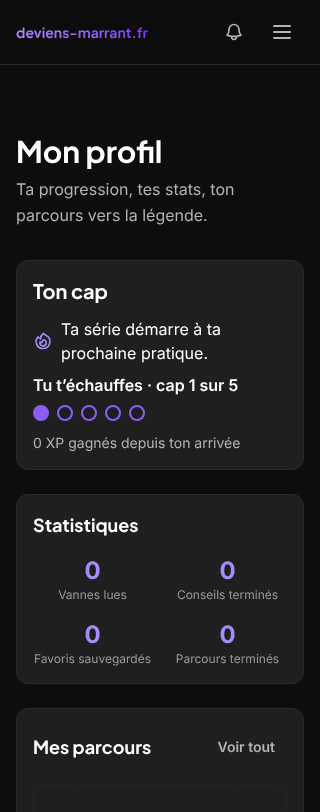 deviens-marrant.fr
Mon profil
Ta progression, tes stats, ton
parcours vers la légende.
Ton cap
Ta série démarre à ta
prochaine pratique.
Tu t’échauffes · cap 1 sur 5
0 XP gagnés depuis ton arrivée
Statistiques
0 0
Vannes lues Conseils terminés
0 0
Favoris sauvegardés Parcours terminés
Mes parcours Voir tout